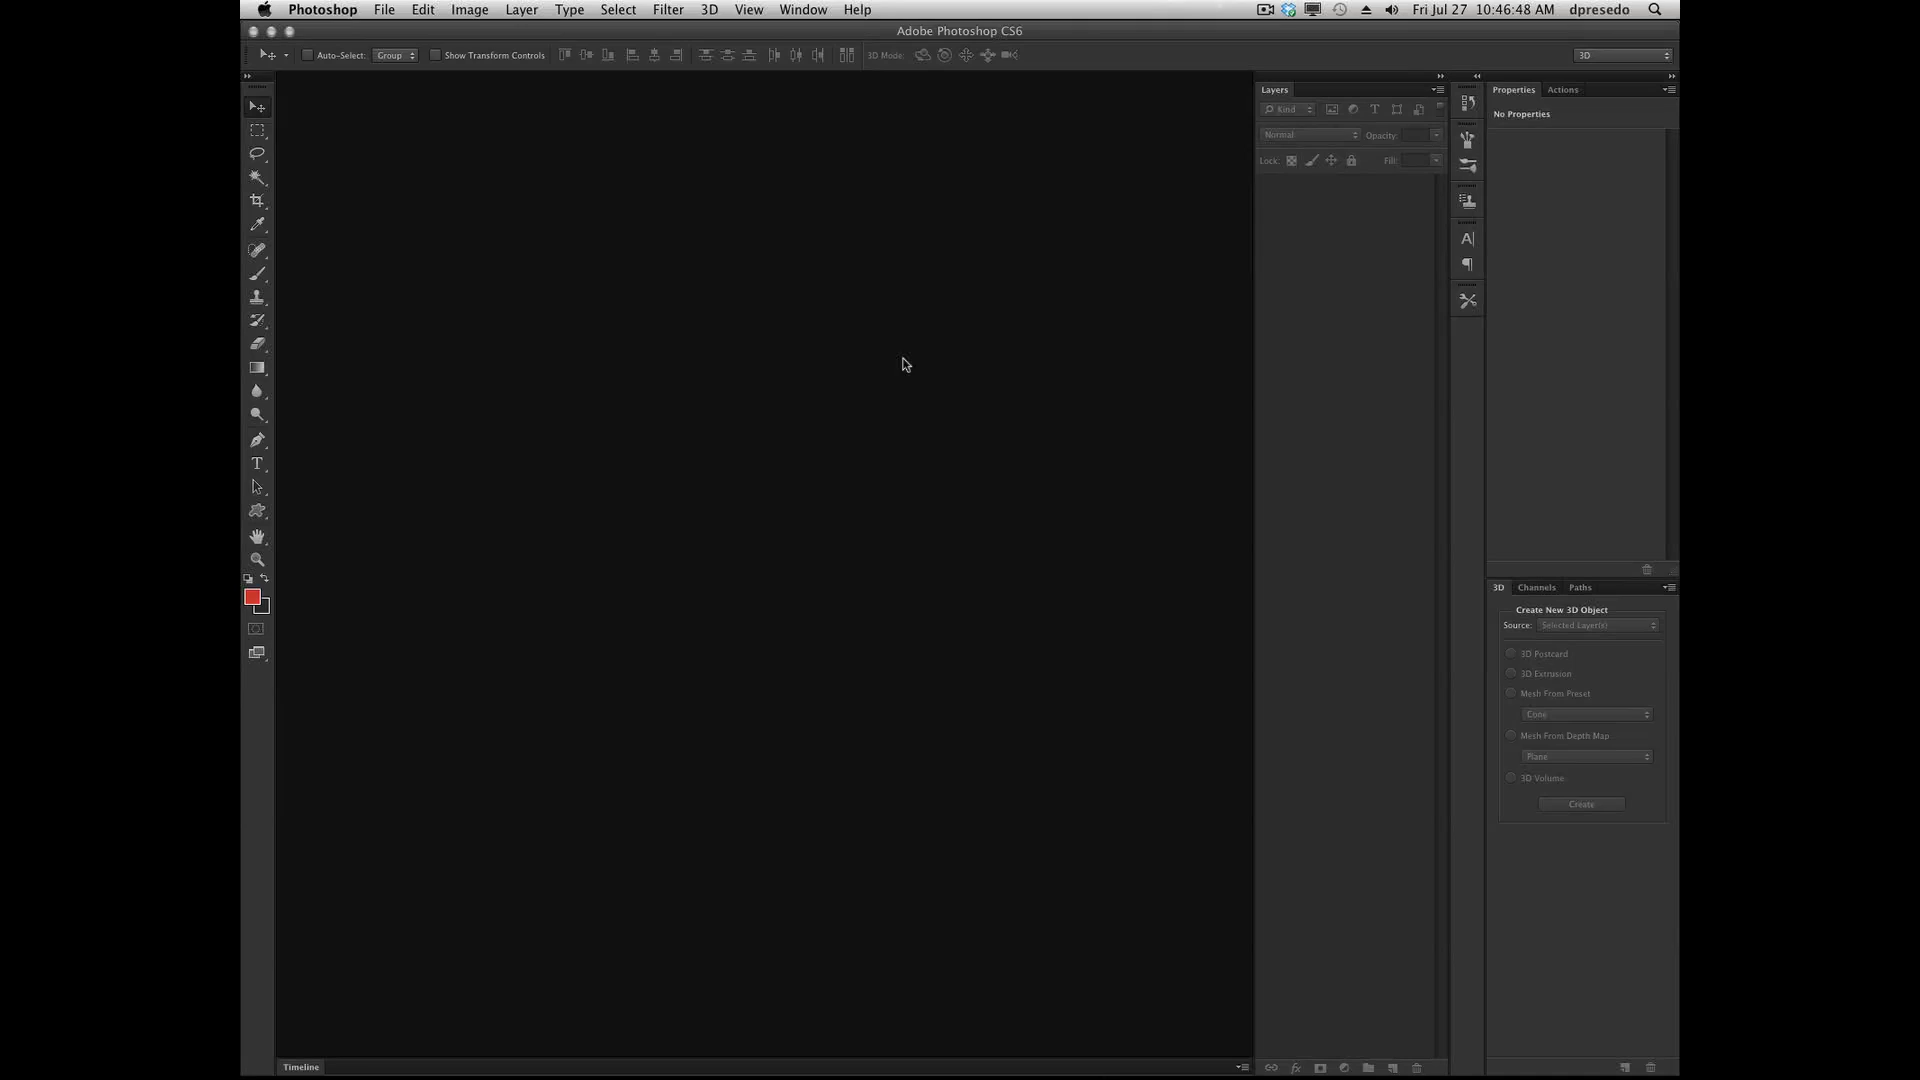 Photoshop File Edit Image Layer Type Select Filter 3D View Window Help Fri Jul 27 10:46:48 AM dpresedo
Adobe Photoshop CS6
Auto-Select: Group Show Transform Controls 3D Mode: 3D
Layers
Kind
Normal Opacity:
Lock: Fill:
Properties Actions
No Properties
3D Channels Paths
Create New 3D Object
Source: Selected Layer(s)
3D Postcard
3D Extrusion
Mesh From Preset
Cone
Mesh From Depth Map
Plane
3D Volume
Create
Timeline